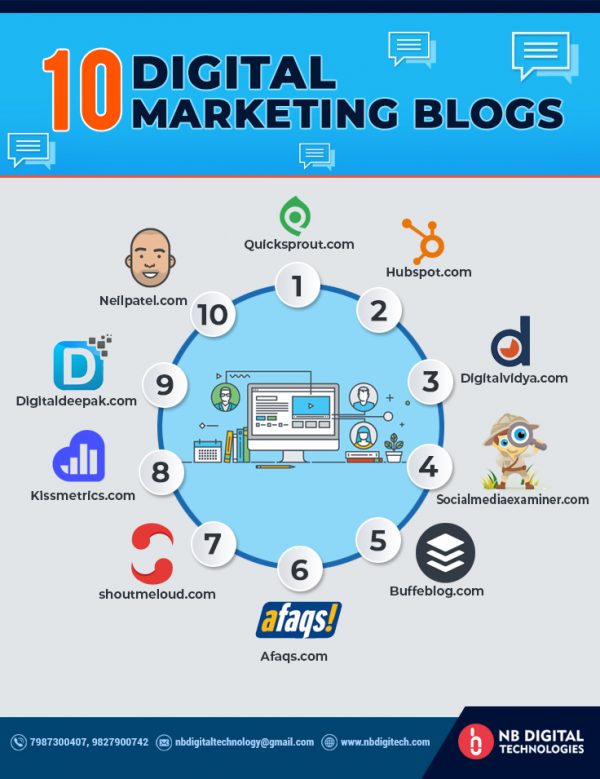 10 DIGITAL
MARKETING BLOGS
Quicksprout.com
Hubspot.com
Neilpatel.com
1
2
10
Digitalvidya.com
3
Digitaldeepak.com
9
D
d
Socialmediaexaminer.com
4
Kissmetrics.com
8
Buffeblog.com
5
shoutmeloud.com
7
6
afaqs!
Afaqs.com
7987300407, 9827900742
nbdigitaltechnology@gmail.com
www.nbdigitech.com
NB DIGITAL
TECHNOLOGIES